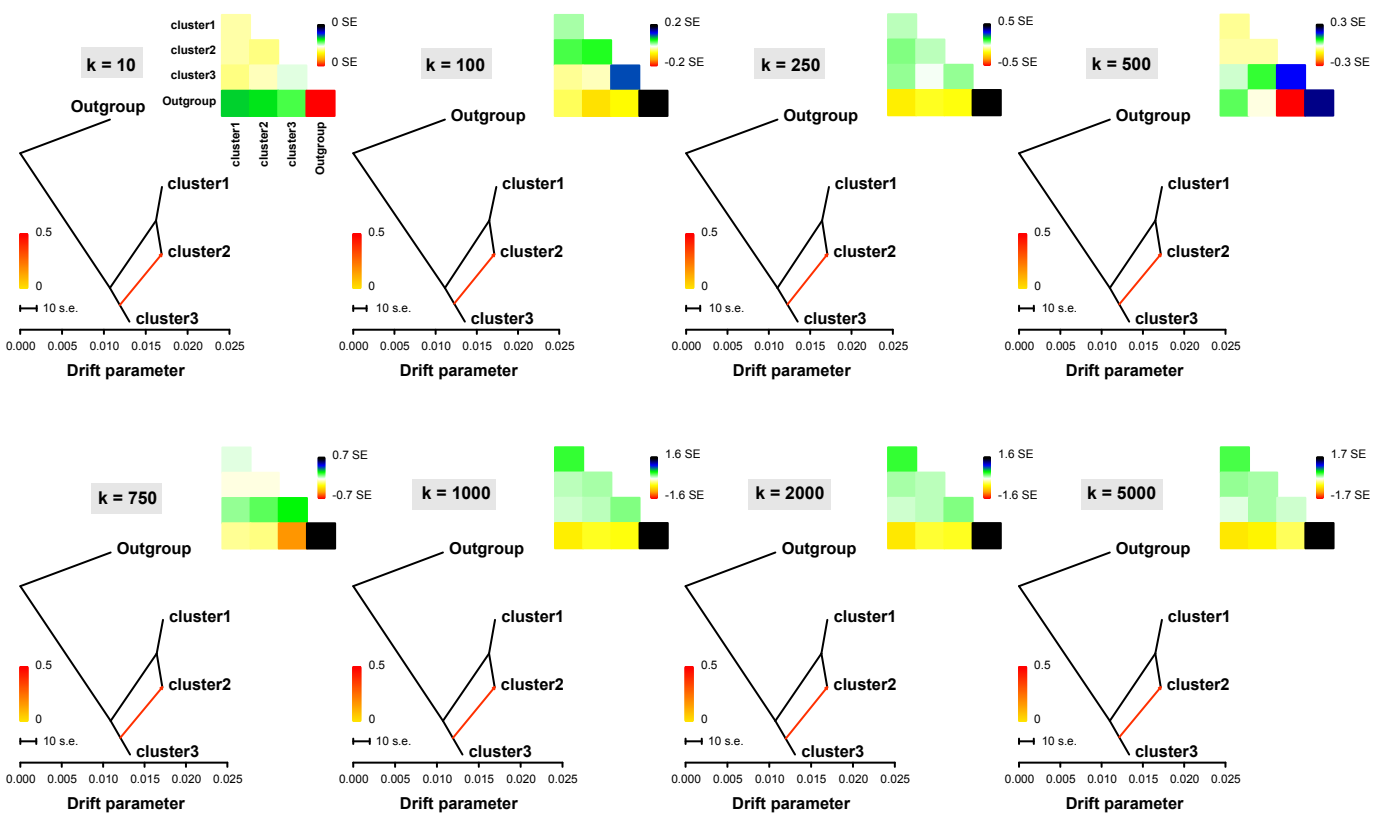 k = 10
cluster1
cluster2
cluster3
Outgroup
cluster1
cluster2
cluster3
Outgroup
0 SE
0 SE
Outgroup
cluster1
cluster2
cluster3
0.5
0
10 s.e.
0.000 0.005 0.010 0.015 0.020 0.025
Drift parameter
k = 100
0.2 SE
-0.2 SE
Outgroup
cluster1
cluster2
cluster3
0.5
0
10 s.e.
0.000 0.005 0.010 0.015 0.020 0.025
Drift parameter
k = 250
0.5 SE
-0.5 SE
Outgroup
cluster1
cluster2
cluster3
0.5
0
10 s.e.
0.000 0.005 0.010 0.015 0.020 0.025
Drift parameter
k = 500
0.3 SE
-0.3 SE
Outgroup
cluster1
cluster2
cluster3
0.5
0
10 s.e.
0.000 0.005 0.010 0.015 0.020 0.025
Drift parameter
k = 750
0.7 SE
-0.7 SE
Outgroup
cluster1
cluster2
cluster3
0.5
0
10 s.e.
0.000 0.005 0.010 0.015 0.020 0.025
Drift parameter
k = 1000
1.6 SE
-1.6 SE
Outgroup
cluster1
cluster2
cluster3
0.5
0
10 s.e.
0.000 0.005 0.010 0.015 0.020 0.025
Drift parameter
k = 2000
1.6 SE
-1.6 SE
Outgroup
cluster1
cluster2
cluster3
0.5
0
10 s.e.
0.000 0.005 0.010 0.015 0.020 0.025
Drift parameter
k = 5000
1.7 SE
-1.7 SE
Outgroup
cluster1
cluster2
cluster3
0.5
0
10 s.e.
0.000 0.005 0.010 0.015 0.020 0.025
Drift parameter